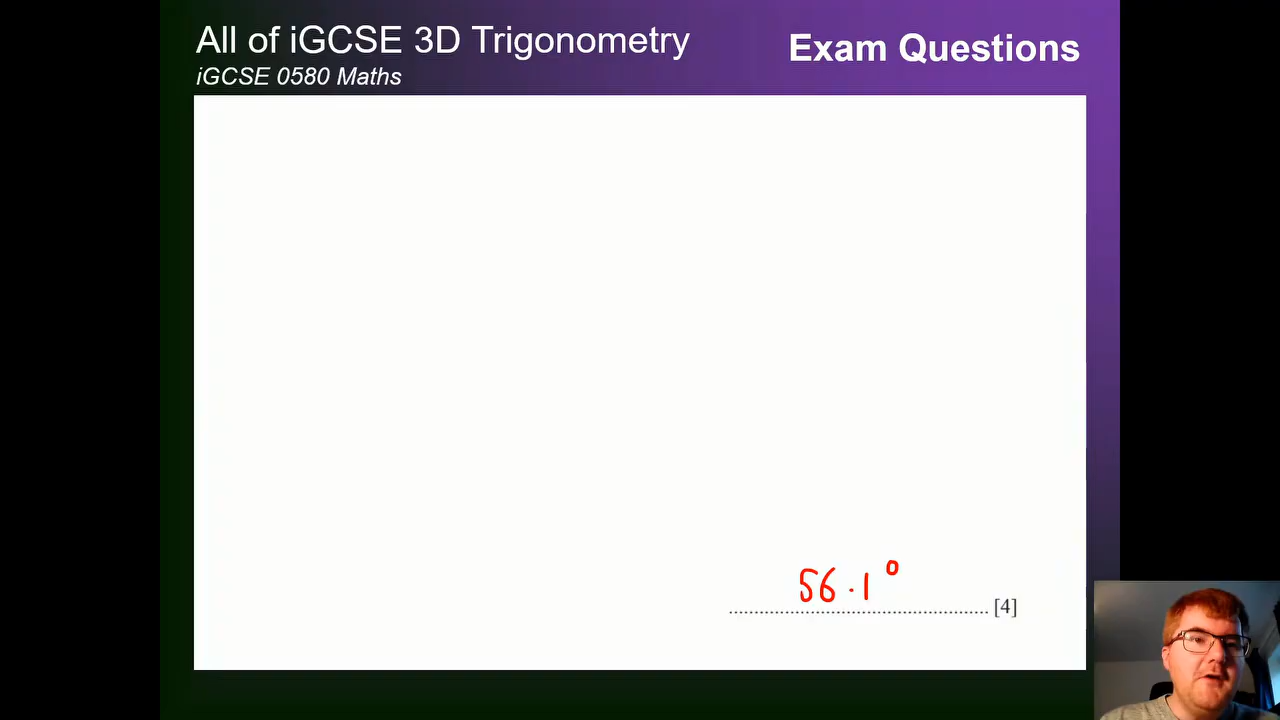 All of iGCSE 3D Trigonometry
iGCSE 0580 Maths
Exam Questions
56.1°
.................................................. [4]